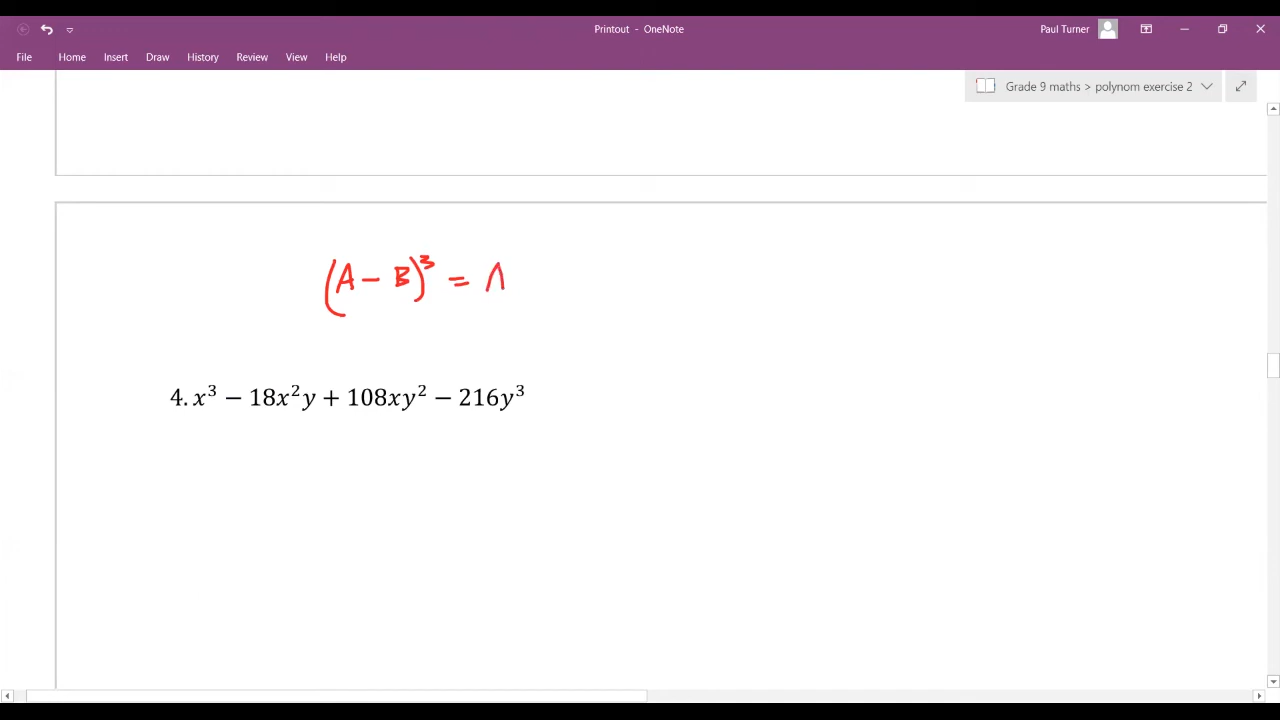 Printout - OneNote
Paul Turner
File Home Insert Draw History Review View Help
Grade 9 maths > polynom exercise 2
(A - B)³ = A
4. x³ − 18x²y + 108xy² − 216y³